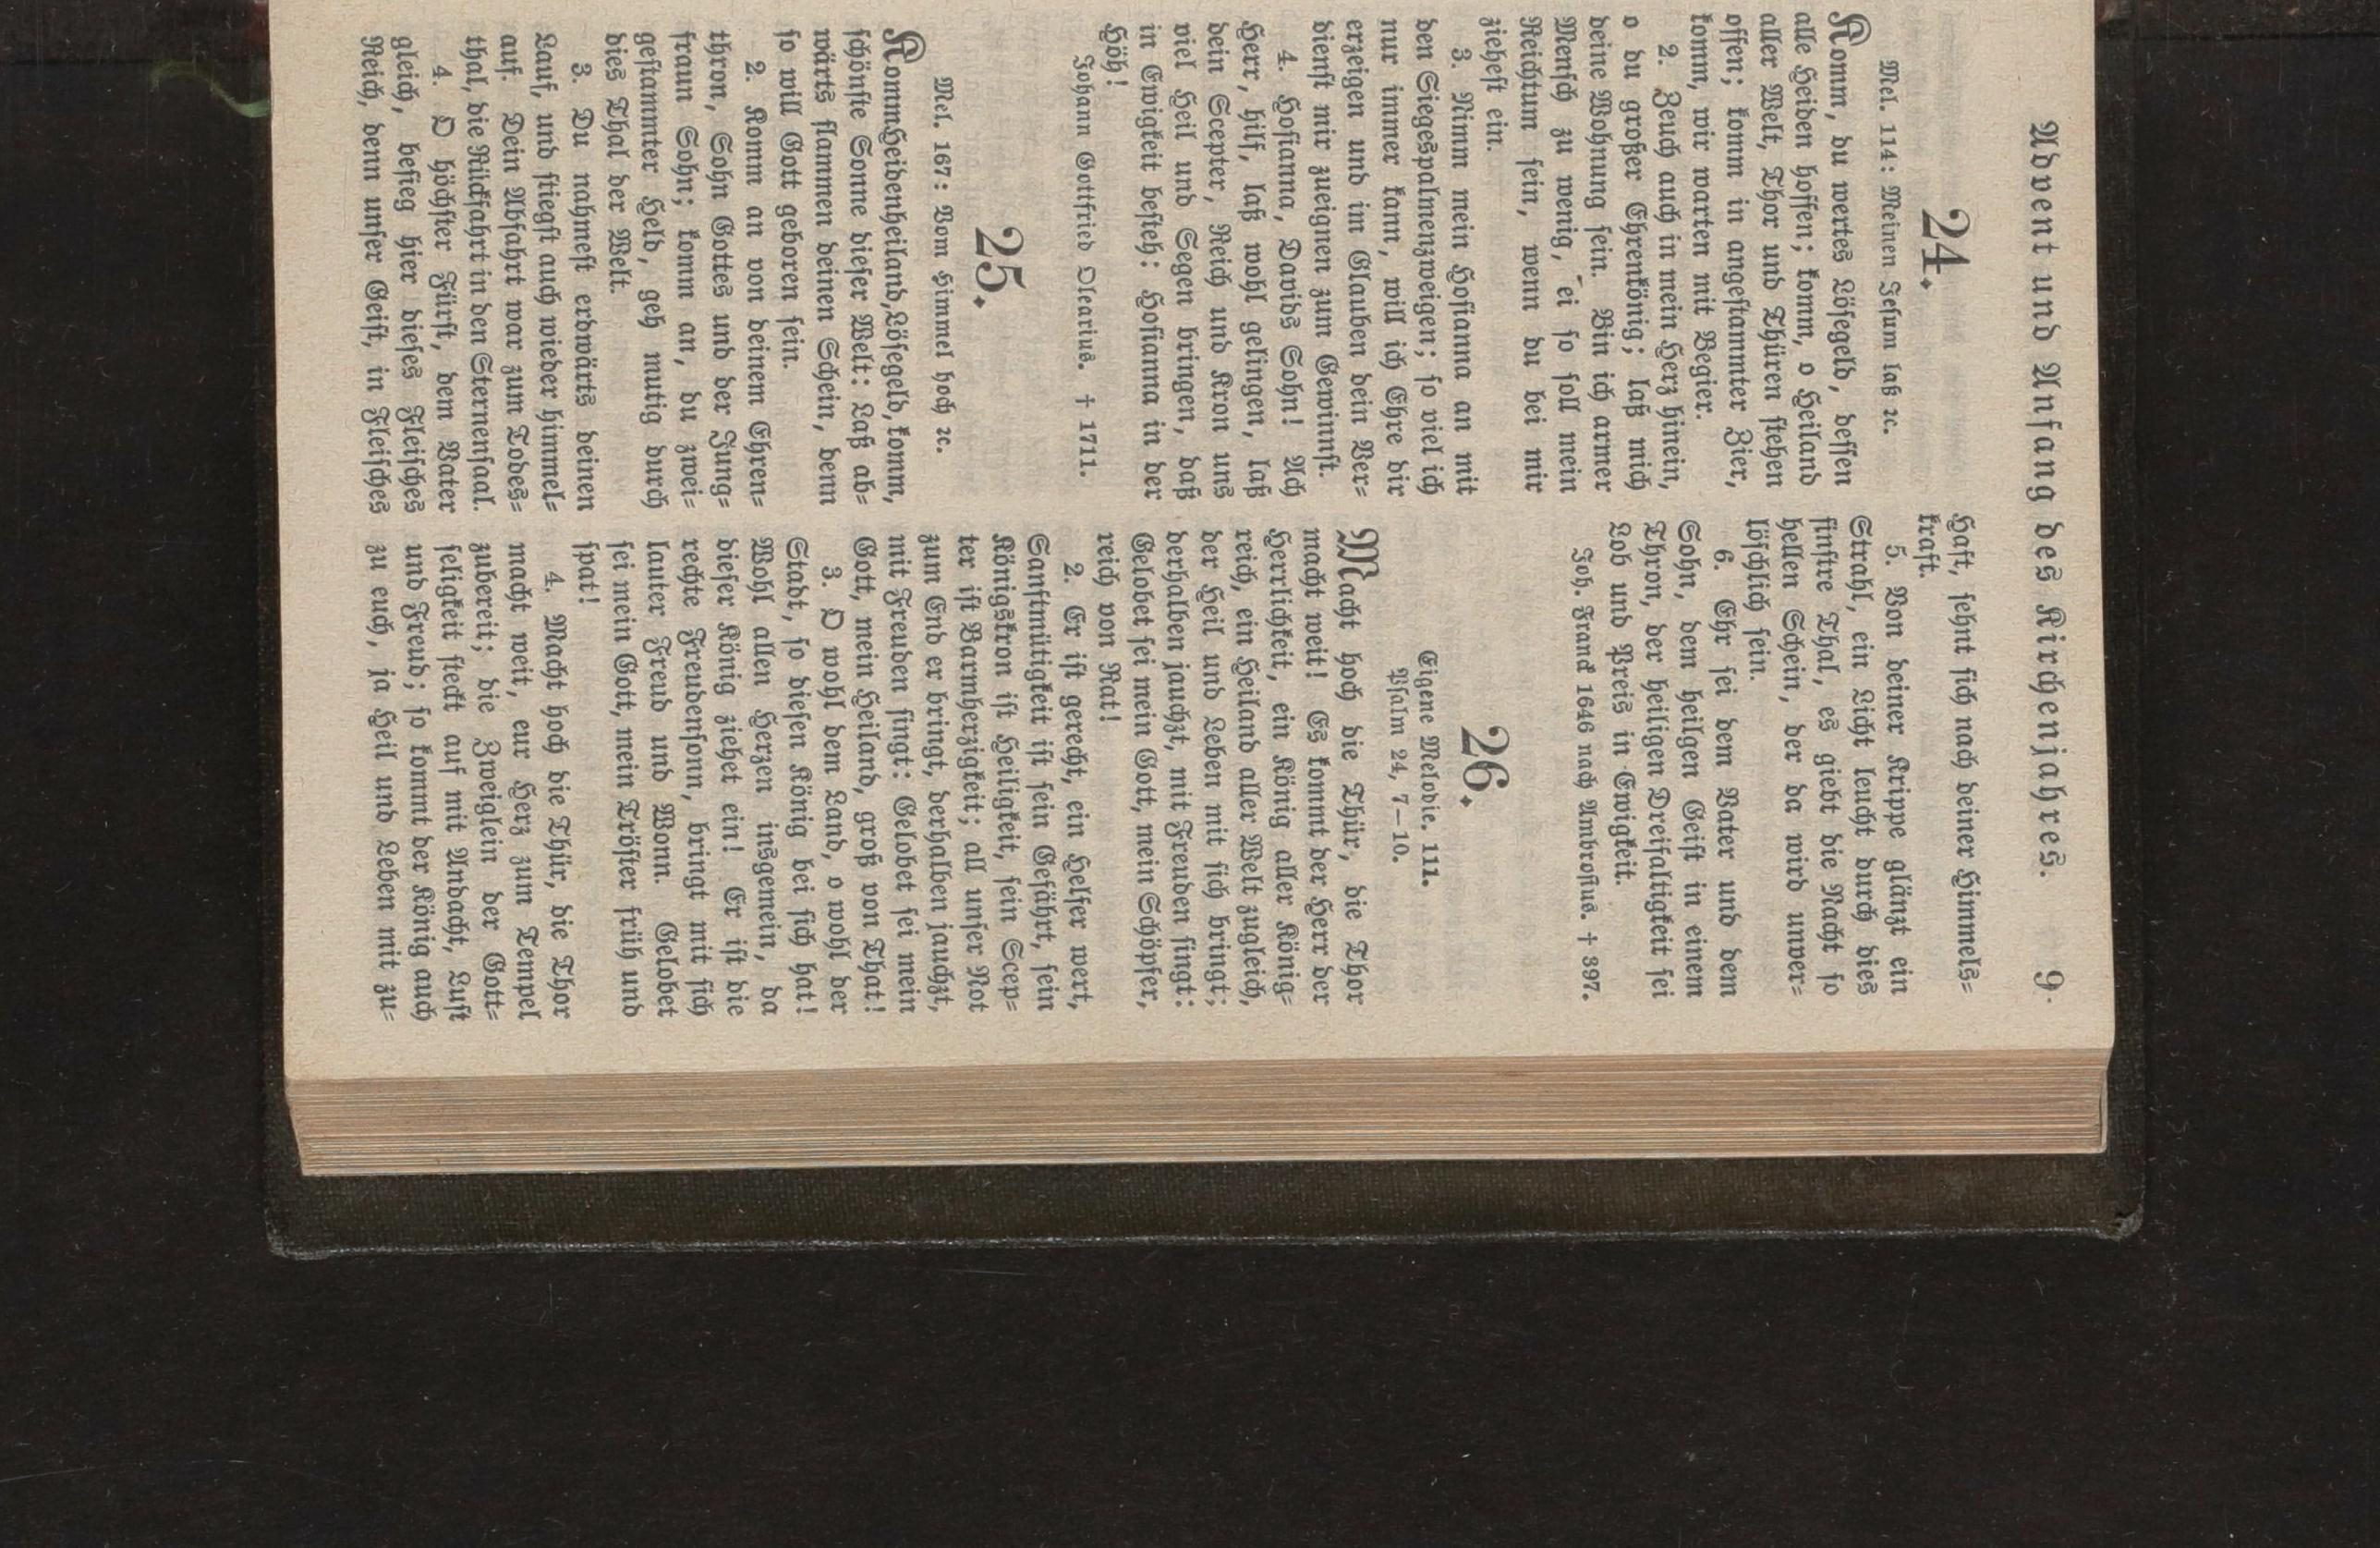 Advent und Anfang des Kirchenjahres. 9
24.
Mel. 114: Meinen Jesum laß ꝛc.
Komm, du wertes Lösegeld, dessen
alle Heiden hoffen; komm, o Heiland
aller Welt, Thor und Thüren stehen
offen; komm in angestammter Zier,
komm, wir warten mit Begier.
2. Zeuch auch in mein Herz hinein,
o du großer Ehrenkönig; laß mich
deine Wohnung sein. Bin ich armer
Mensch zu wenig, ei so soll mein
Reichtum sein, wenn du bei mir
ziehest ein.
3. Nimm mein Hosianna an mit
den Siegespalmenzweigen; so viel ich
nur immer kann, will ich Ehre dir
erzeigen und im Glauben dein Ver=
dienst mir zueignen zum Gewinnst.
4. Hosianna, Davids Sohn! Ach
Herr, hilf, laß wohl gelingen, laß
dein Scepter, Reich und Kron uns
viel Heil und Segen bringen, daß
in Ewigkeit besteh: Hosianna in der
Höh!
Johann Gottfried Olearius. † 1711.
25.
Mel. 167: Vom Himmel hoch ꝛc.
Komm Heidenheiland, Lösegeld, komm,
schönste Sonne dieser Welt: Laß ab=
wärts flammen deinen Schein, denn
so will Gott geboren sein.
2. Komm an von deinem Ehren=
thron, Sohn Gottes und der Jung=
fraun Sohn; komm an, du zwei=
gestammter Held, geh mutig durch
dies Thal der Welt.
3. Du nahmest erdwärts deinen
Lauf, und stiegst auch wieder himmel=
auf. Dein Abfahrt war zum Todes=
thal, die Rückfahrt in den Sternensaal.
4. O höchster Fürst, dem Vater
gleich, besieg hier dieses Fleisches
Reich, denn unser Geist, in Fleisches
Haft, sehnt sich nach deiner Himmels=
kraft.
5. Von deiner Krippe glänzt ein
Strahl, ein Licht leucht durch dies
finstre Thal, es giebt die Nacht so
hellen Schein, der da wird unver=
löschlich sein.
6. Ehr sei dem Vater und dem
Sohn, dem heilgen Geist in einem
Thron, der heiligen Dreifaltigkeit sei
Lob und Preis in Ewigkeit.
Joh. Franck 1646 nach Ambrosius. † 397.
26.
Eigene Melodie. 111.
Psalm 24, 7–10.
Macht hoch die Thür, die Thor
macht weit! Es kommt der Herr der
Herrlichkeit, ein König aller König=
reich, ein Heiland aller Welt zugleich,
der Heil und Leben mit sich bringt;
derhalben jauchzt, mit Freuden singt:
Gelobet sei mein Gott, mein Schöpfer,
reich von Rat!
2. Er ist gerecht, ein Helfer wert,
Sanftmütigkeit ist sein Gefährt, sein
Königskron ist Heiligkeit, sein Scep=
ter ist Barmherzigkeit; all unser Not
zum End er bringt, derhalben jauchzt,
mit Freuden singt: Gelobet sei mein
Gott, mein Heiland, groß von That!
3. O wohl dem Land, o wohl der
Stadt, so diesen König bei sich hat!
Wohl allen Herzen insgemein, da
dieser König ziehet ein! Er ist die
rechte Freudensonn, bringt mit sich
lauter Freud und Wonn. Gelobet
sei mein Gott, mein Tröster früh und
spat!
4. Macht hoch die Thür, die Thor
macht weit, eur Herz zum Tempel
zubereit; die Zweiglein der Gott=
seligkeit steckt auf mit Andacht, Lust
und Freud; so kommt der König auch
zu euch, ja Heil und Leben mit zu=